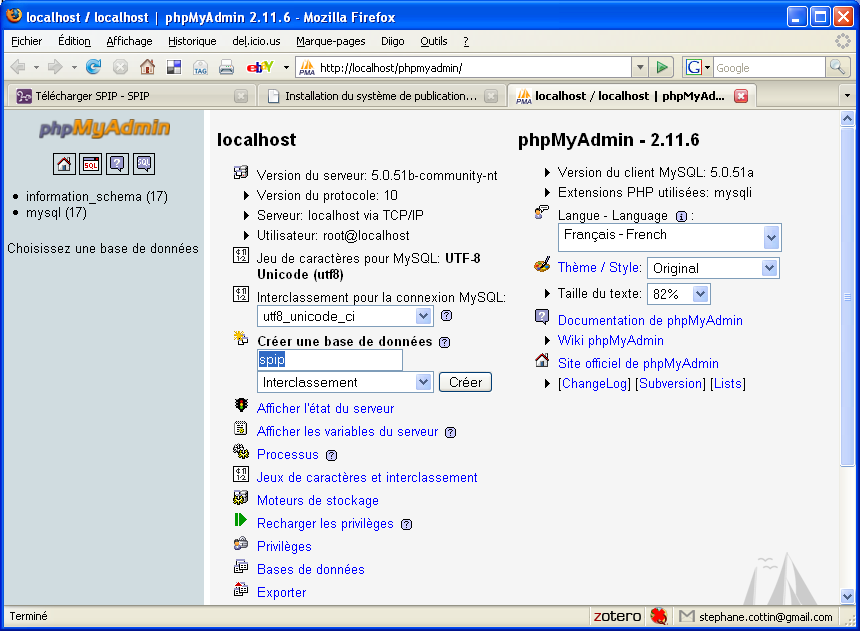 localhost / localhost | phpMyAdmin 2.11.6 - Mozilla Firefox
Fichier Édition Affichage Historique del.icio.us Marque-pages Diigo Outils ?
TAG ebY PMA http://localhost/phpmyadmin/ G Google
Télécharger SPIP - SPIP
Installation du système de publication...
PMA localhost / localhost | phpMyAd...
phpMyAdmin
SQL ? SQL
information_schema (17)
mysql (17)
Choisissez une base de données
localhost
Version du serveur: 5.0.51b-community-nt
Version du protocole: 10
Serveur: localhost via TCP/IP
Utilisateur: root@localhost
Jeu de caractères pour MySQL: UTF-8
Unicode (utf8)
Interclassement pour la connexion MySQL:
utf8_unicode_ci ?
Créer une base de données ?
spip
Interclassement Créer
Afficher l'état du serveur
Afficher les variables du serveur ?
Processus ?
Jeux de caractères et interclassement
Moteurs de stockage
Recharger les privilèges ?
Privilèges
Bases de données
Exporter
phpMyAdmin - 2.11.6
Version du client MySQL: 5.0.51a
Extensions PHP utilisées: mysqli
Langue - Language i :
Français - French
Thème / Style: Original
Taille du texte: 82%
Documentation de phpMyAdmin
Wiki phpMyAdmin
Site officiel de phpMyAdmin
[ChangeLog] [Subversion] [Lists]
Terminé
zotero
stephane.cottin@gmail.com